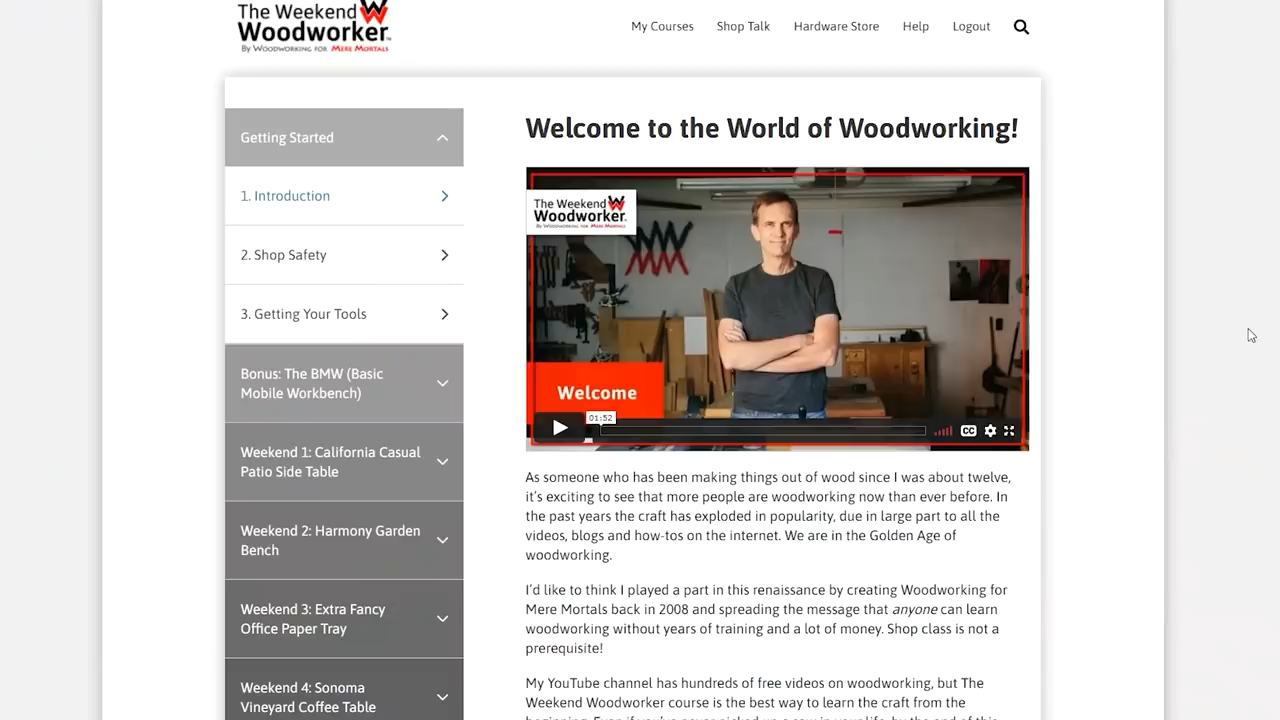 The Weekend
Woodworker™
BY WOODWORKING FOR MERE MORTALS
My Courses
Shop Talk
Hardware Store
Help
Logout
Getting Started
1. Introduction
2. Shop Safety
3. Getting Your Tools
Bonus: The BMW (Basic
Mobile Workbench)
Weekend 1: California Casual
Patio Side Table
Weekend 2: Harmony Garden
Bench
Weekend 3: Extra Fancy
Office Paper Tray
Weekend 4: Sonoma
Vineyard Coffee Table
Welcome to the World of Woodworking!
The Weekend
Woodworker.
BY WOODWORKING FOR MERE MORTALS
Welcome
01:52
CC
As someone who has been making things out of wood since I was about twelve,
it's exciting to see that more people are woodworking now than ever before. In
the past years the craft has exploded in popularity, due in large part to all the
videos, blogs and how-tos on the internet. We are in the Golden Age of
woodworking.
I'd like to think I played a part in this renaissance by creating Woodworking for
Mere Mortals back in 2008 and spreading the message that anyone can learn
woodworking without years of training and a lot of money. Shop class is not a
prerequisite!
My YouTube channel has hundreds of free videos on woodworking, but The
Weekend Woodworker course is the best way to learn the craft from the